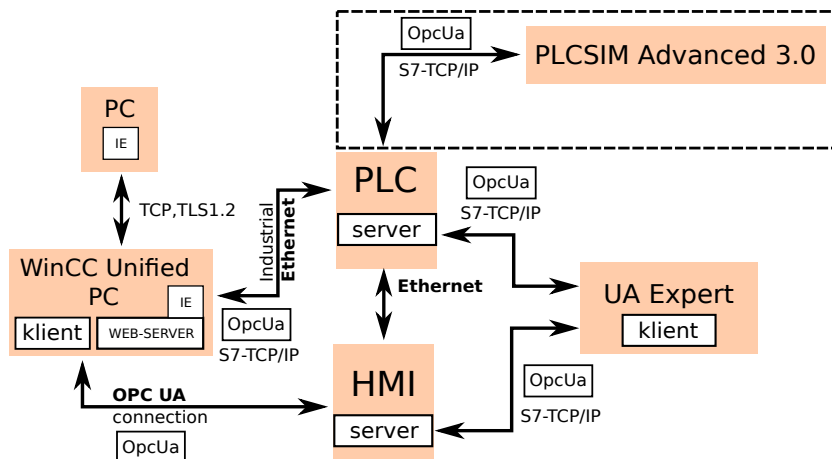 OpcUa
S7-TCP/IP
PLCSIM Advanced 3.0
PC
IE
TCP,TLS1.2
PLC
server
OpcUa
S7-TCP/IP
Industrial
Ethernet
WinCC Unified
PC
IE
klient
WEB-SERVER
OpcUa
S7-TCP/IP
Ethernet
UA Expert
klient
HMI
server
OpcUa
S7-TCP/IP
OPC UA
connection
OpcUa